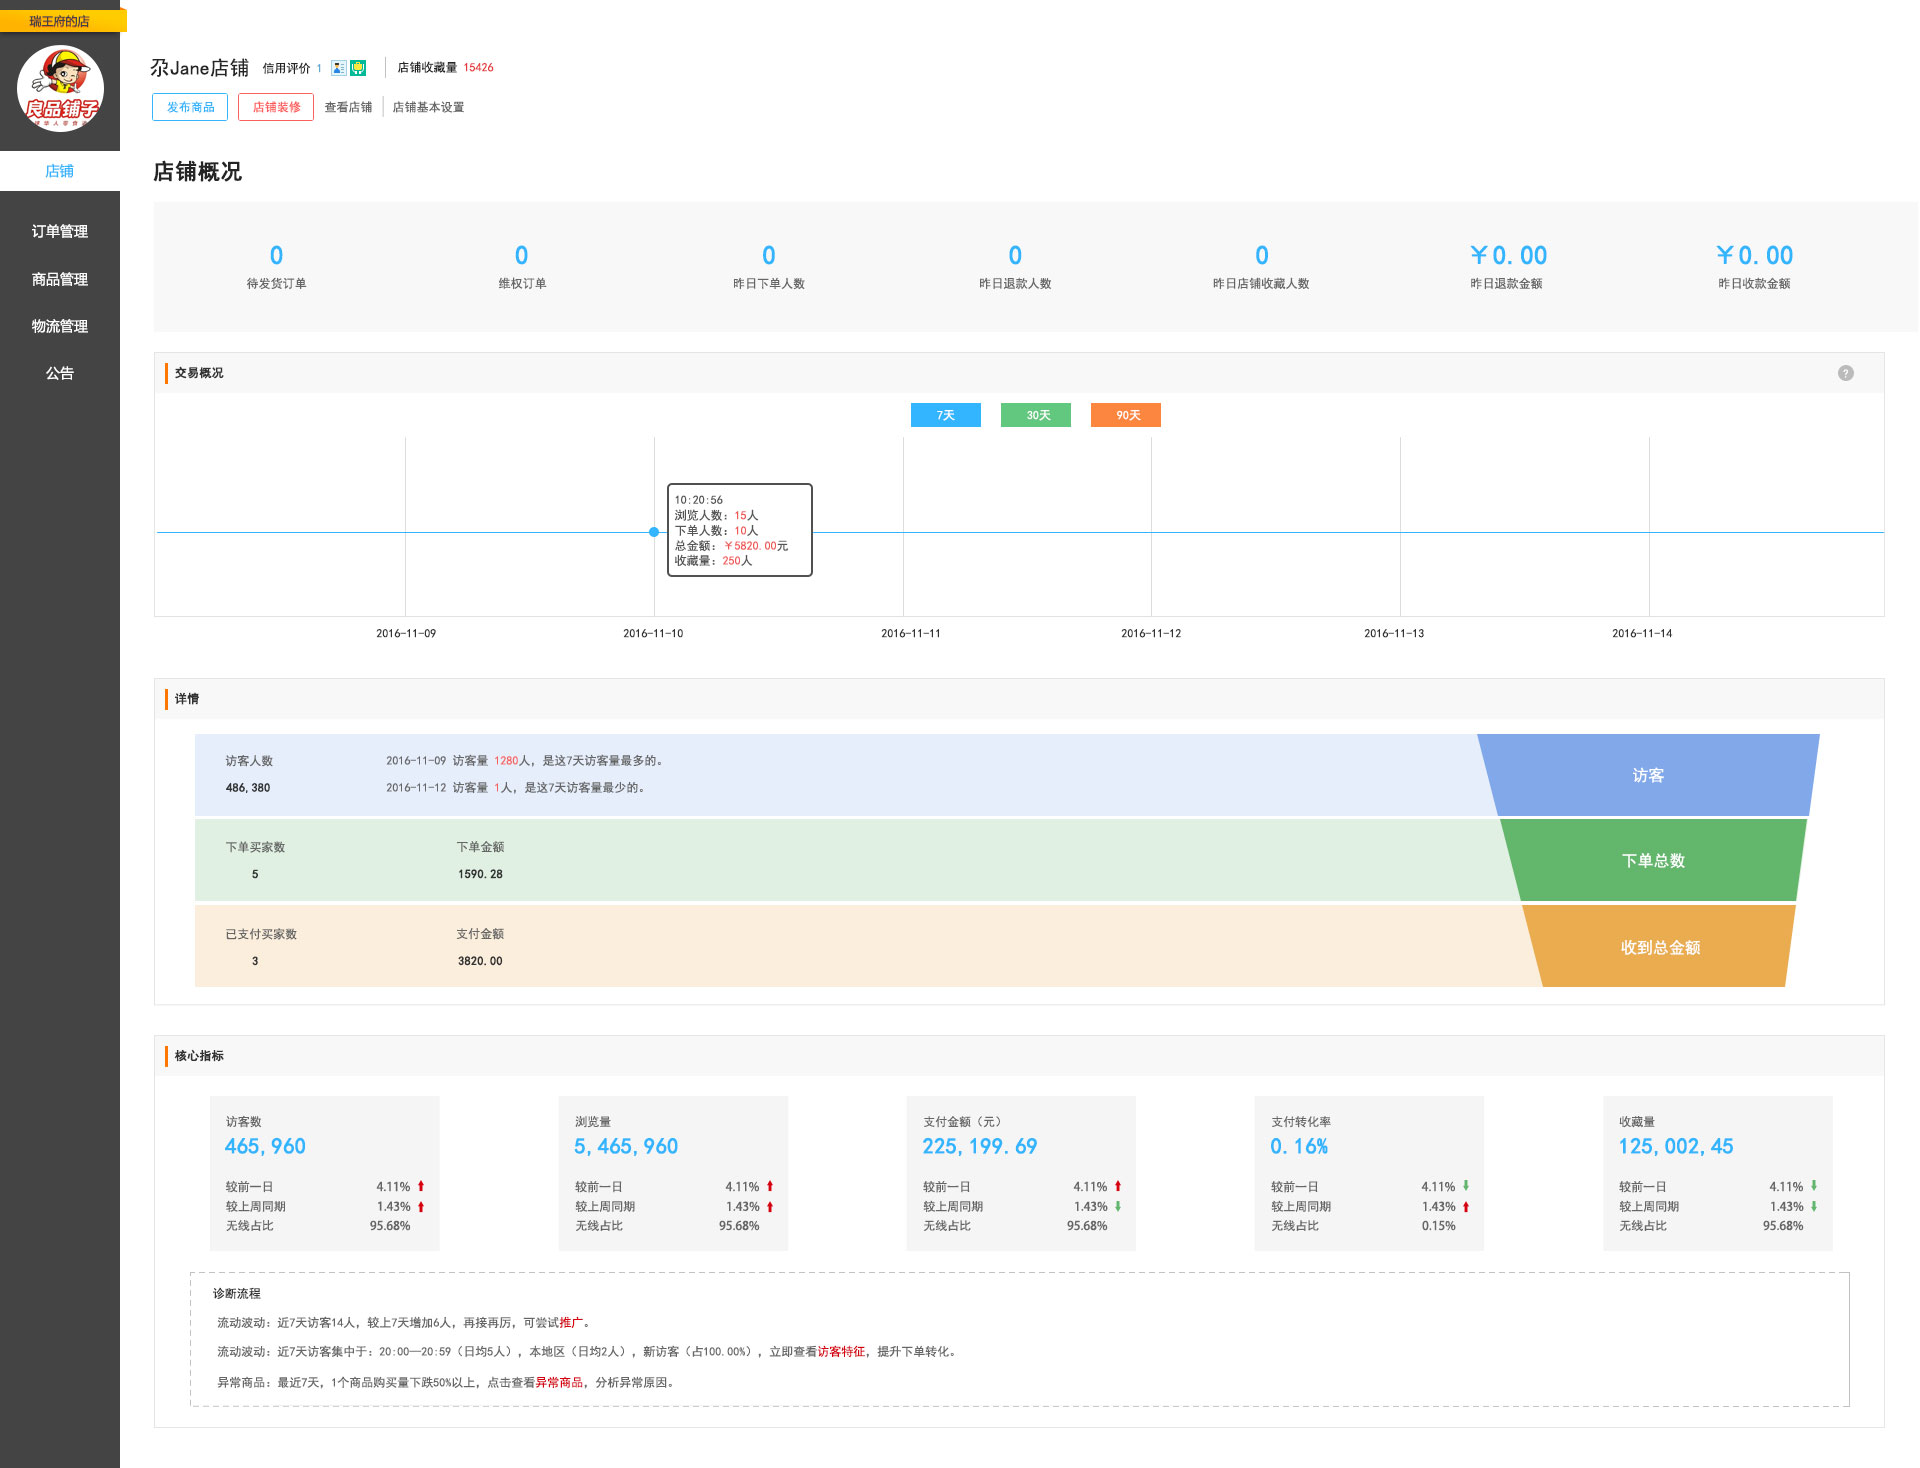 瑞王府的店
良品铺子
店铺
订单管理
商品管理
物流管理
公告
尕Jane店铺 信用评价 1 店铺收藏量 15426
发布商品 店铺装修 查看店铺 店铺基本设置
店铺概况
0 0 0 0 0 ￥0.00 ￥0.00
待发货订单 维权订单 昨日下单人数 昨日退款人数 昨日店铺收藏人数 昨日退款金额 昨日收款金额
交易概况 ?
7天 30天 90天
10:20:56
浏览人数：15人
下单人数：10人
总金额：￥5820.00元
收藏量：250人
2016-11-09 2016-11-10 2016-11-11 2016-11-12 2016-11-13 2016-11-14
详情
访客人数 2016-11-09 访客量 1280人，是这7天访客量最多的。
486,380 2016-11-12 访客量 1人，是这7天访客量最少的。
访客
下单买家数 下单金额
5 1590.28
下单总数
已支付买家数 支付金额
3 3820.00
收到总金额
核心指标
访客数
465,960
较前一日 4.11%
较上周同期 1.43%
无线占比 95.68%
浏览量
5,465,960
较前一日 4.11%
较上周同期 1.43%
无线占比 95.68%
支付金额（元）
225,199.69
较前一日 4.11%
较上周同期 1.43%
无线占比 95.68%
支付转化率
0.16%
较前一日 4.11%
较上周同期 1.43%
无线占比 0.15%
收藏量
125,002,45
较前一日 4.11%
较上周同期 1.43%
无线占比 95.68%
诊断流程
流动波动：近7天访客14人，较上7天增加6人，再接再厉，可尝试推广。
流动波动：近7天访客集中于：20:00—20:59（日均5人），本地区（日均2人），新访客（占100.00%），立即查看访客特征，提升下单转化。
异常商品：最近7天，1个商品购买量下跌50%以上，点击查看异常商品，分析异常原因。